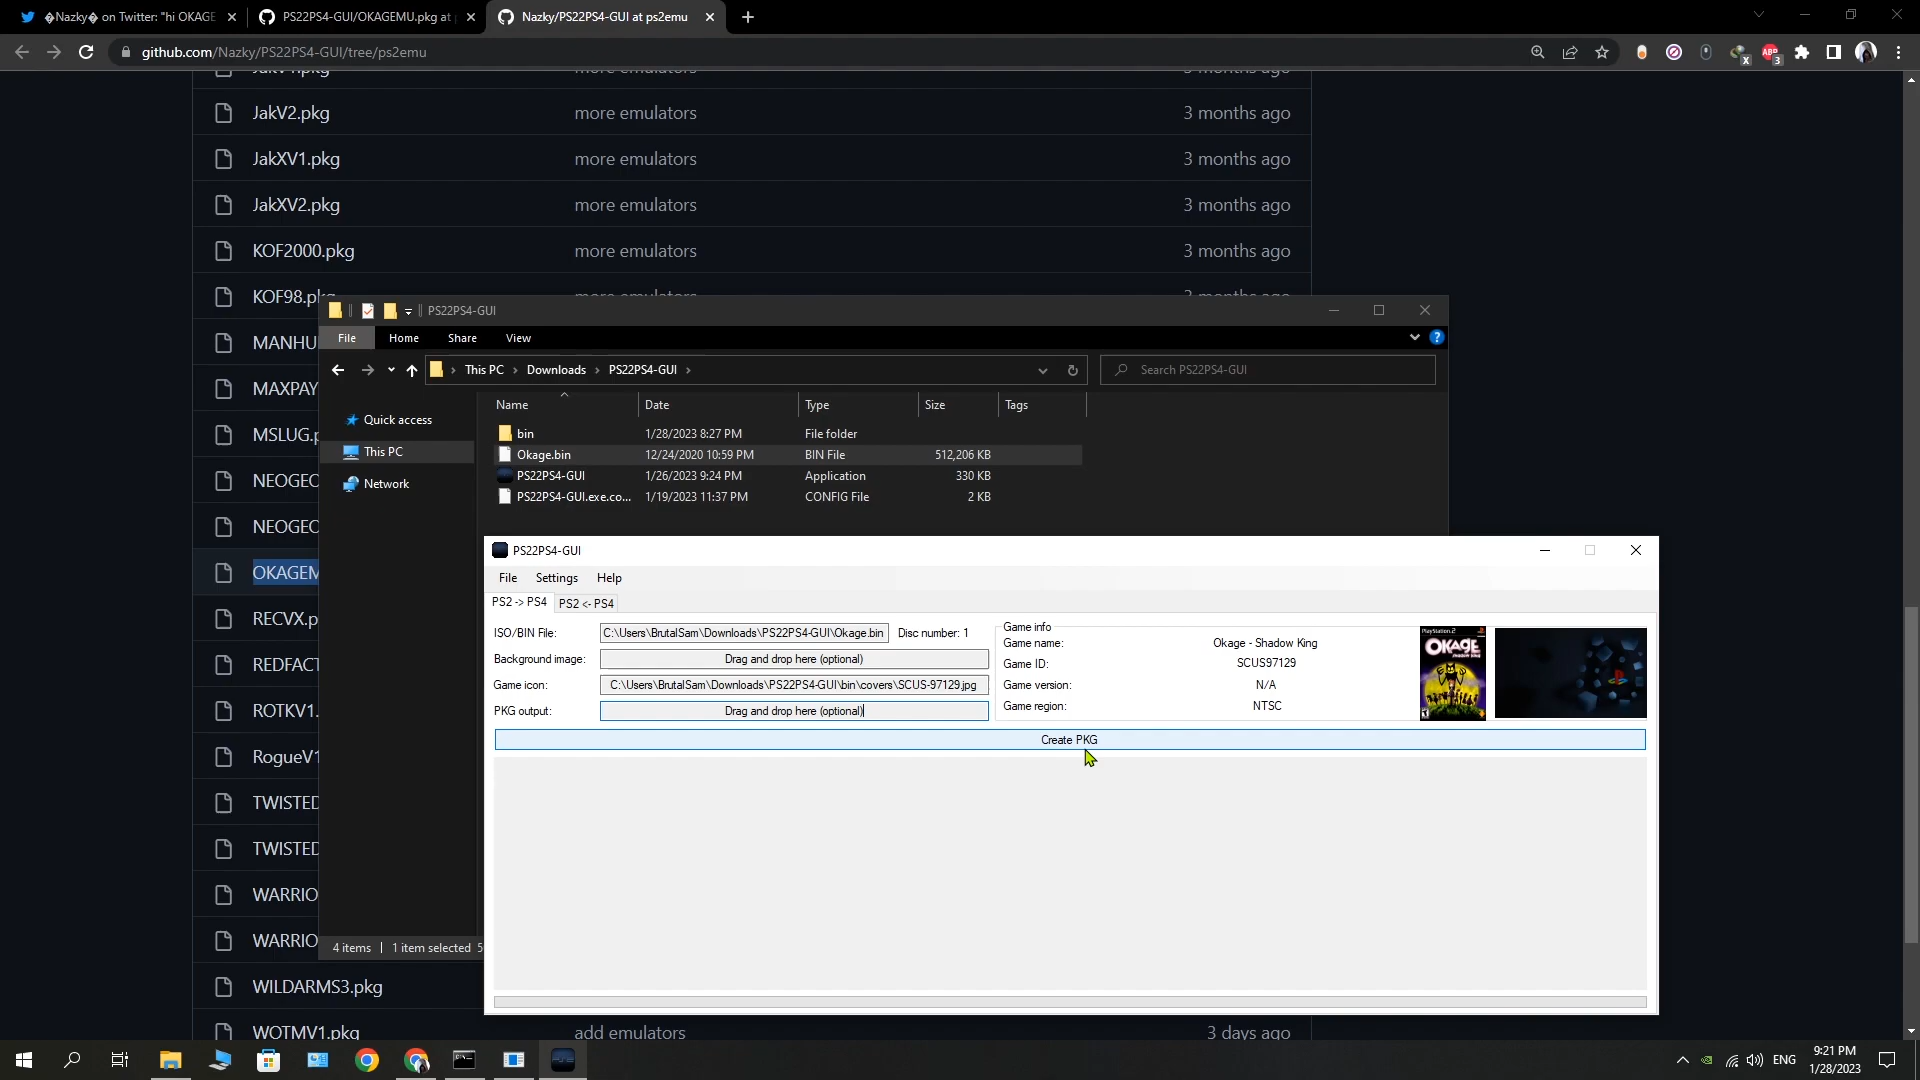 �Nazky� on Twitter: "hi OKAGE
PS22PS4-GUI/OKAGEMU.pkg at
Nazky/PS22PS4-GUI at ps2emu
github.com/Nazky/PS22PS4-GUI/tree/ps2emu
JakV2.pkg more emulators 3 months ago
JakXV1.pkg more emulators 3 months ago
JakXV2.pkg more emulators 3 months ago
KOF2000.pkg more emulators 3 months ago
KOF98.pkg
PS22PS4-GUI
File Home Share View
MANHU
This PC > Downloads > PS22PS4-GUI >
Search PS22PS4-GUI
MAXPAY
Name Date Type Size Tags
Quick access
This PC
Network
bin 1/28/2023 8:27 PM File folder
Okage.bin 12/24/2020 10:59 PM BIN File 512,206 KB
PS22PS4-GUI 1/26/2023 9:24 PM Application 330 KB
PS22PS4-GUI.exe.co... 1/19/2023 11:37 PM CONFIG File 2 KB
MSLUG.p
NEOGEO
NEOGEO
OKAGEM
RECVX.p
REDFACT
ROTKV1.
RogueV1
TWISTED
TWISTED
WARRIO
WARRIO
4 items | 1 item selected 5
WILDARMS3.pkg
WOTMV1.pkg add emulators 3 days ago
PS22PS4-GUI
File Settings Help
PS2 -> PS4 PS2 <- PS4
ISO/BIN File: C:\Users\BrutalSam\Downloads\PS22PS4-GUI\Okage.bin Disc number: 1
Background image: Drag and drop here (optional)
Game icon: C:\Users\BrutalSam\Downloads\PS22PS4-GUI\bin\covers\SCUS-97129.jpg
PKG output: Drag and drop here (optional)
Game info
Game name: Okage - Shadow King
Game ID: SCUS97129
Game version: N/A
Game region: NTSC
PlayStation.2
OKAGE
Shadow King
Create PKG
ENG
9:21 PM
1/28/2023